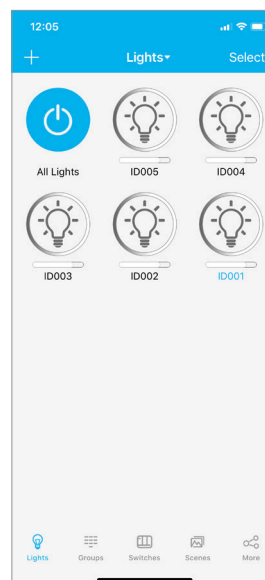 12:05
Lights
Select
All Lights
ID005
ID004
ID003
ID002
ID001
Lights
Groups
Switches
Scenes
More